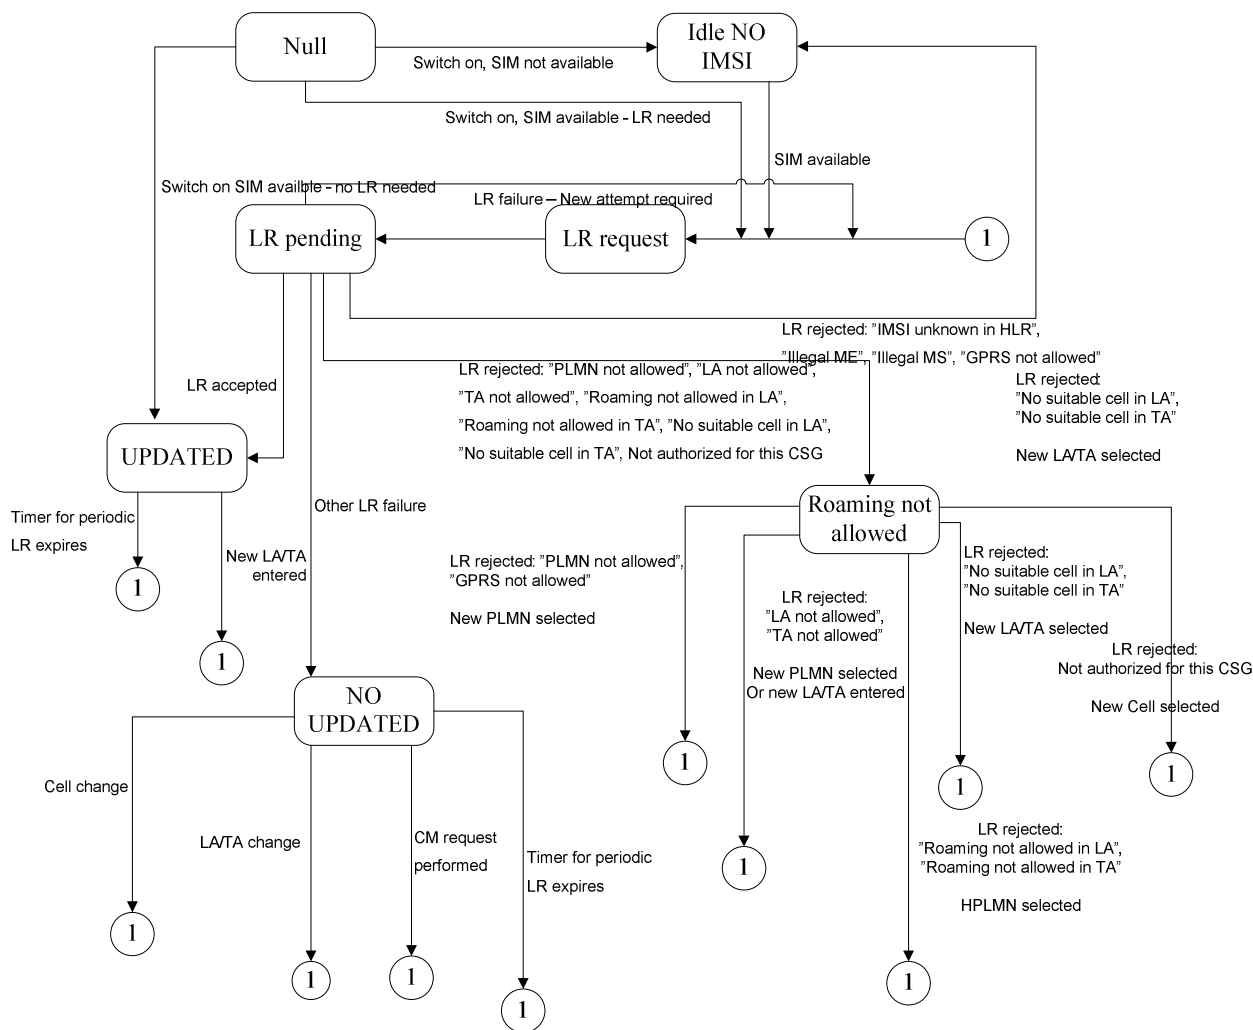 Null
Idle NO
IMSI
Switch on, SIM not available
Switch on, SIM available - LR needed
SIM available
Switch on SIM availble - no LR needed
LR failure – New attempt required
LR pending
LR request
1
LR rejected: ”IMSI unknown in HLR”,
”Illegal ME”, ”Illegal MS”, ”GPRS not allowed”
LR accepted
LR rejected: ”PLMN not allowed”, ”LA not allowed”,
”TA not allowed”, ”Roaming not allowed in LA”,
”Roaming not allowed in TA”, ”No suitable cell in LA”,
”No suitable cell in TA”, Not authorized for this CSG
LR rejected:
”No suitable cell in LA”,
”No suitable cell in TA”
New LA/TA selected
UPDATED
Timer for periodic
LR expires
1
New LA/TA
entered
1
Other LR failure
Roaming not
allowed
LR rejected: ”PLMN not allowed”,
”GPRS not allowed”
New PLMN selected
1
LR rejected:
”LA not allowed”,
”TA not allowed”
New PLMN selected
Or new LA/TA entered
1
LR rejected:
”No suitable cell in LA”,
”No suitable cell in TA”
New LA/TA selected
1
LR rejected:
Not authorized for this CSG
New Cell selected
1
LR rejected:
”Roaming not allowed in LA”,
”Roaming not allowed in TA”
HPLMN selected
1
NO
UPDATED
Cell change
1
LA/TA change
1
CM request
performed
1
Timer for periodic
LR expires
1